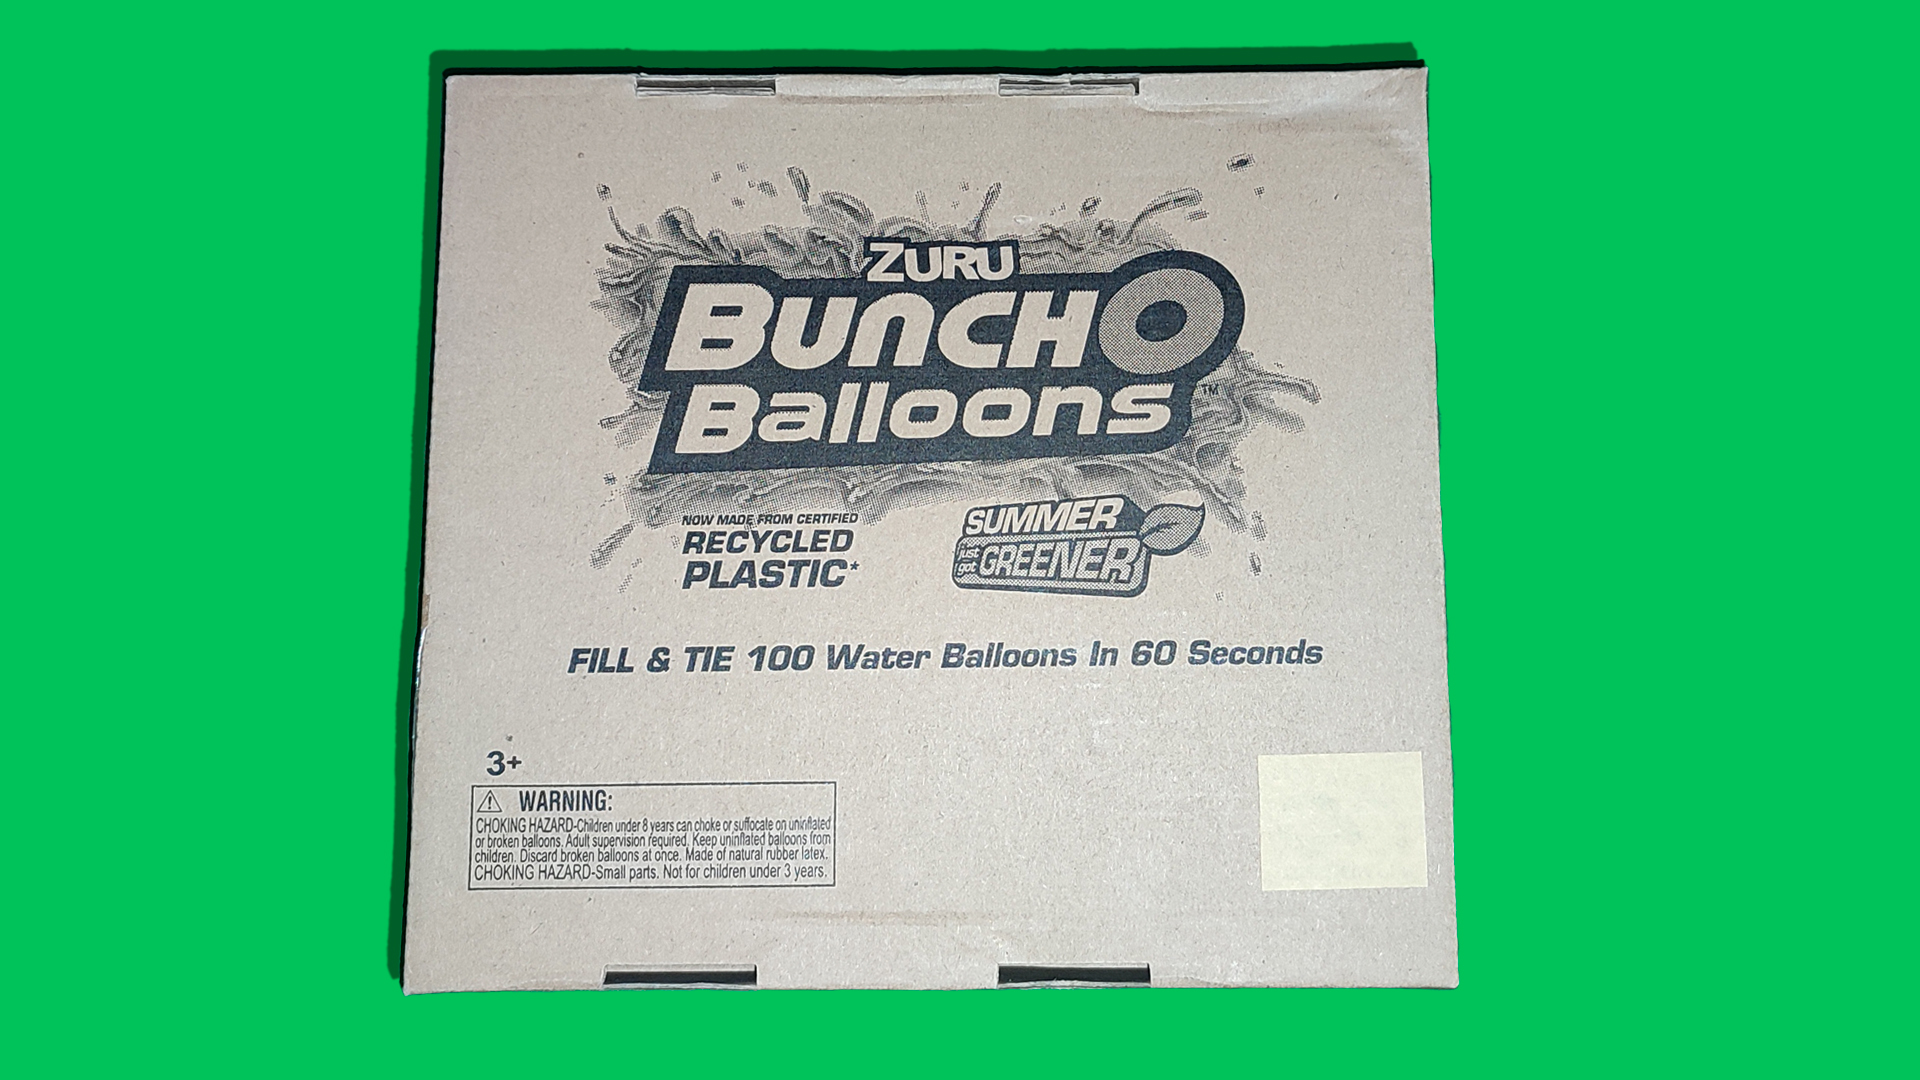 ZURU
BUNCH O
Balloons™
NOW MADE FROM CERTIFIED
RECYCLED
PLASTIC*
SUMMER
just
got
GREENER
FILL & TIE 100 Water Balloons In 60 Seconds
3+
⚠ WARNING:
CHOKING HAZARD-Children under 8 years can choke or suffocate on uninflated
or broken balloons. Adult supervision required. Keep uninflated balloons from
children. Discard broken balloons at once. Made of natural rubber latex.
CHOKING HAZARD-Small parts. Not for children under 3 years.